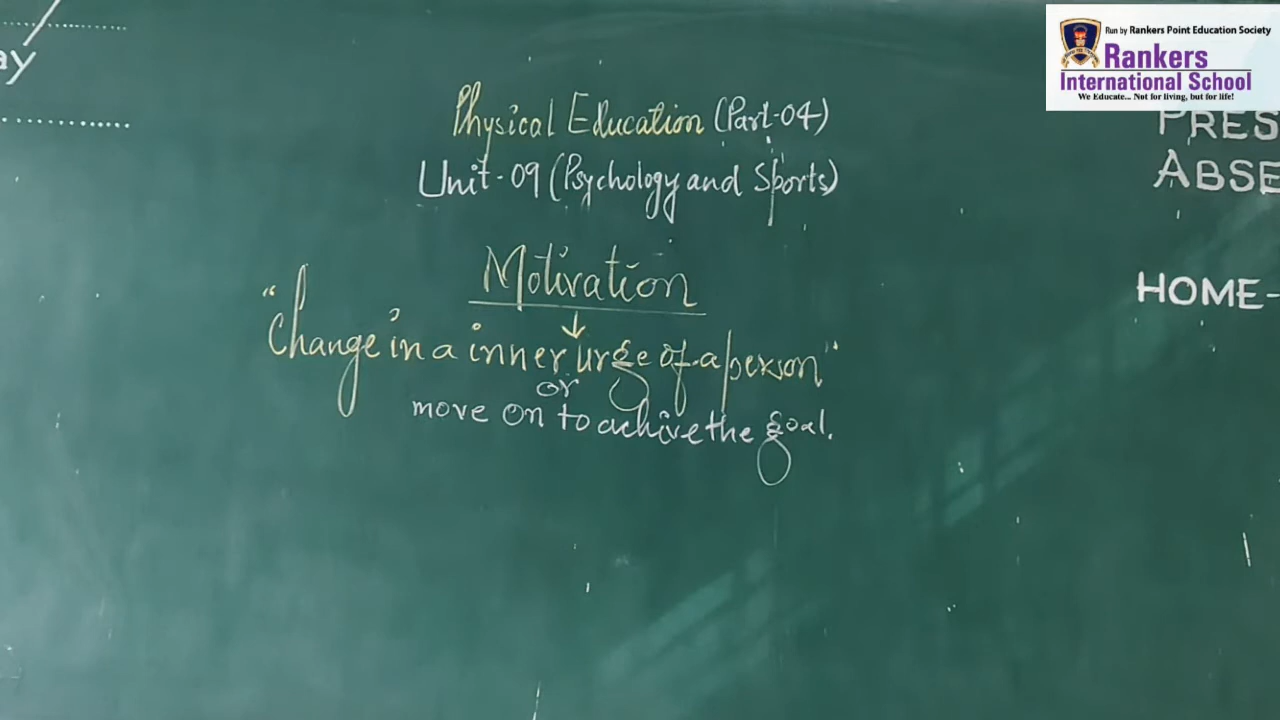 ay
Run by Rankers Point Education Society
Rankers
International School
We Educate... Not for living, but for life!
PRES
ABSE
HOME-
Physical Education (Part-04)
Unit-09 (Psychology and Sports)
Motivation
"Change in a inner urge of a person"
or
move on to achive the goal.